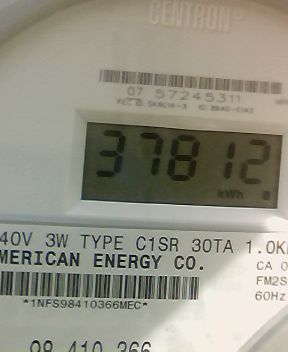 CENTRON®
07 57245311
37812
kWh
40V 3W TYPE C1SR 30TA 1.0K
MERICAN ENERGY CO.
CA 0
FM2S
60Hz
*1NFS98410366MEC*
98 410 366